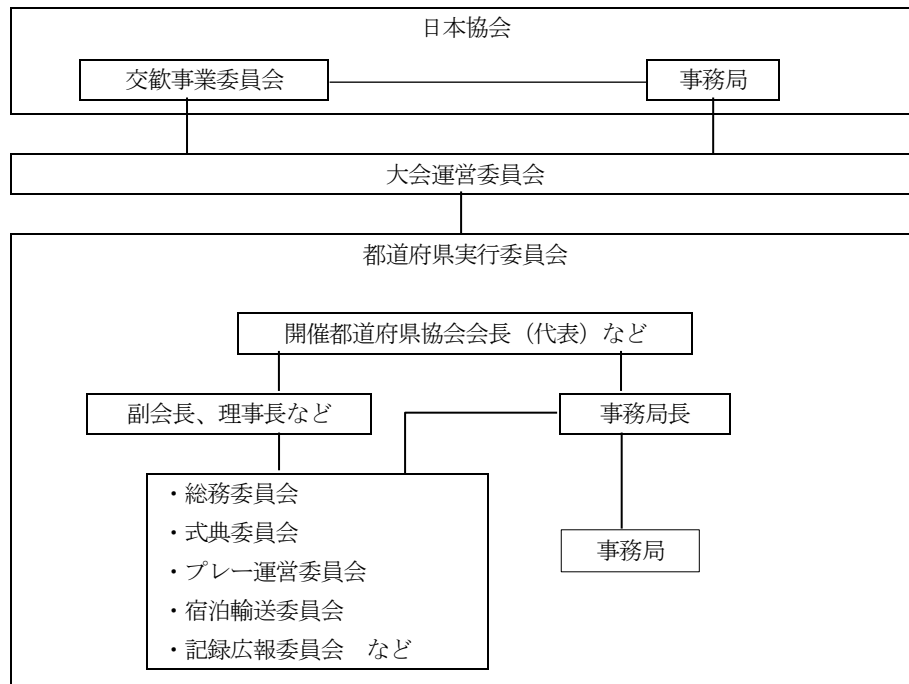 日本協会
交歓事業委員会
事務局
大会運営委員会
都道府県実行委員会
開催都道府県協会会長（代表）など
副会長、理事長など
事務局長
・総務委員会
・式典委員会
・プレー運営委員会
・宿泊輸送委員会
・記録広報委員会　など
事務局